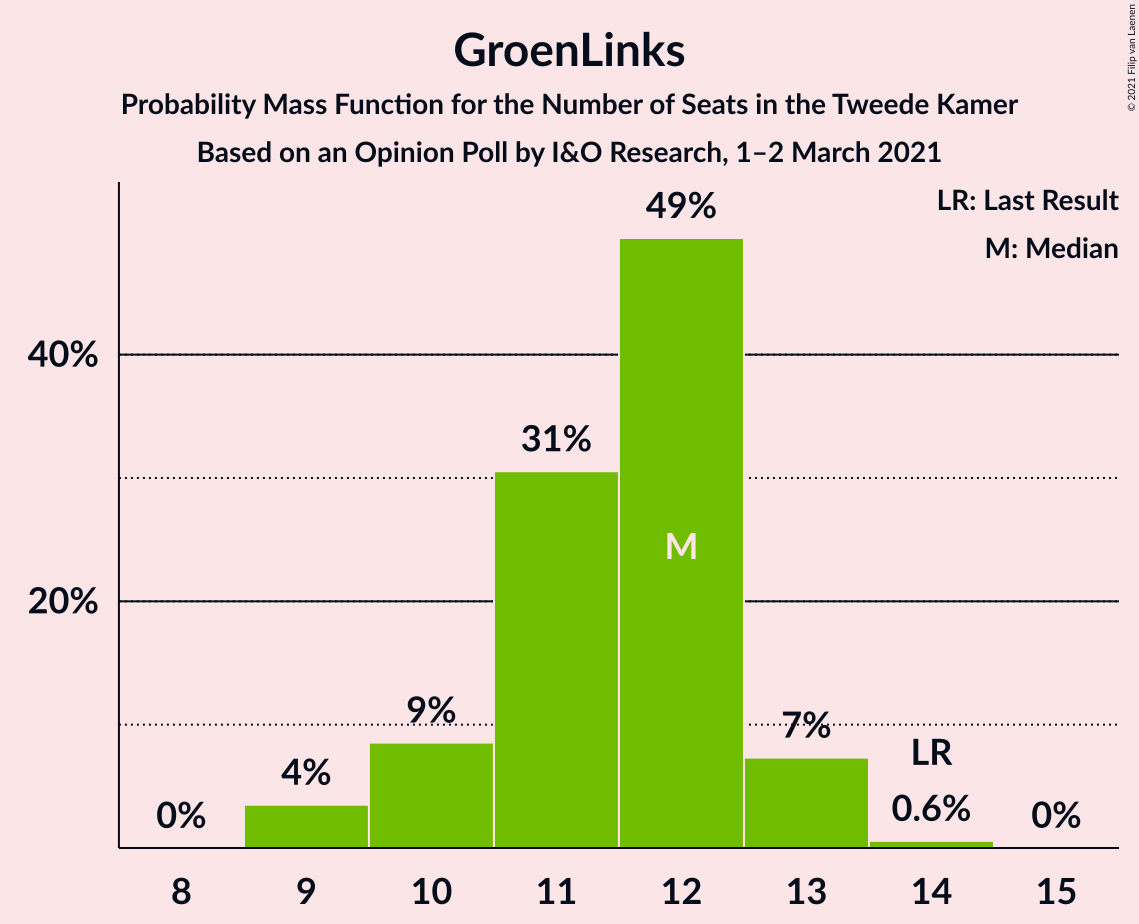 GroenLinks
Probability Mass Function for the Number of Seats in the Tweede Kamer
Based on an Opinion Poll by I&O Research, 1–2 March 2021
© 2021 Filip van Laenen
LR: Last Result
M: Median
40%
20%
0%
4%
9%
31%
49%
M
7%
LR
0.6%
0%
8
9
10
11
12
13
14
15